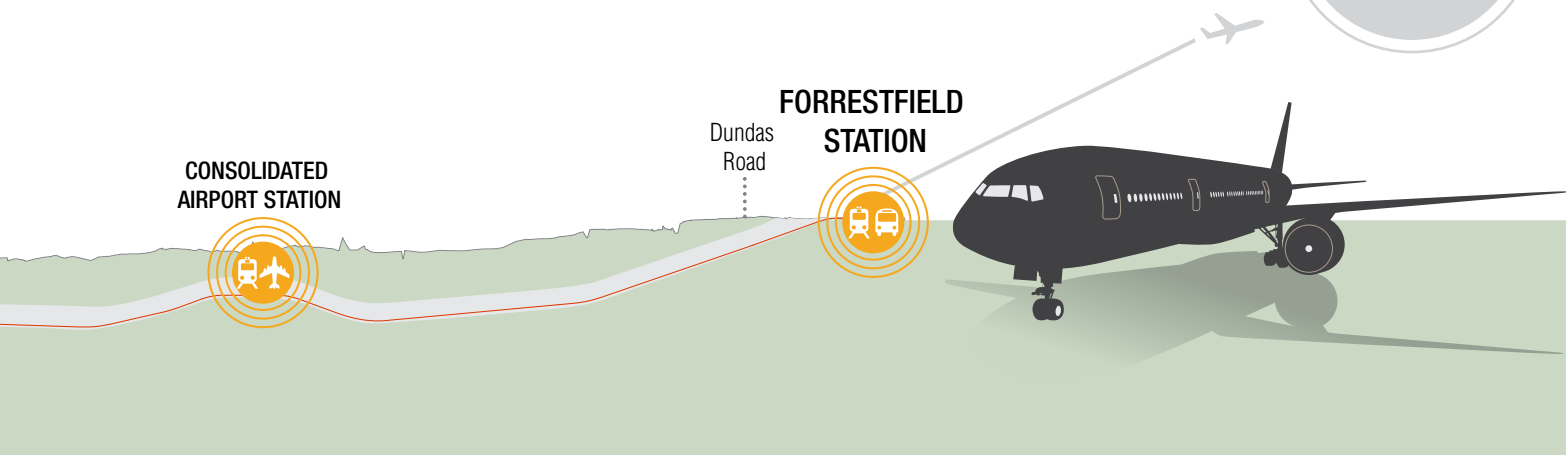 CONSOLIDATED
AIRPORT STATION
Dundas
Road
FORRESTFIELD
STATION